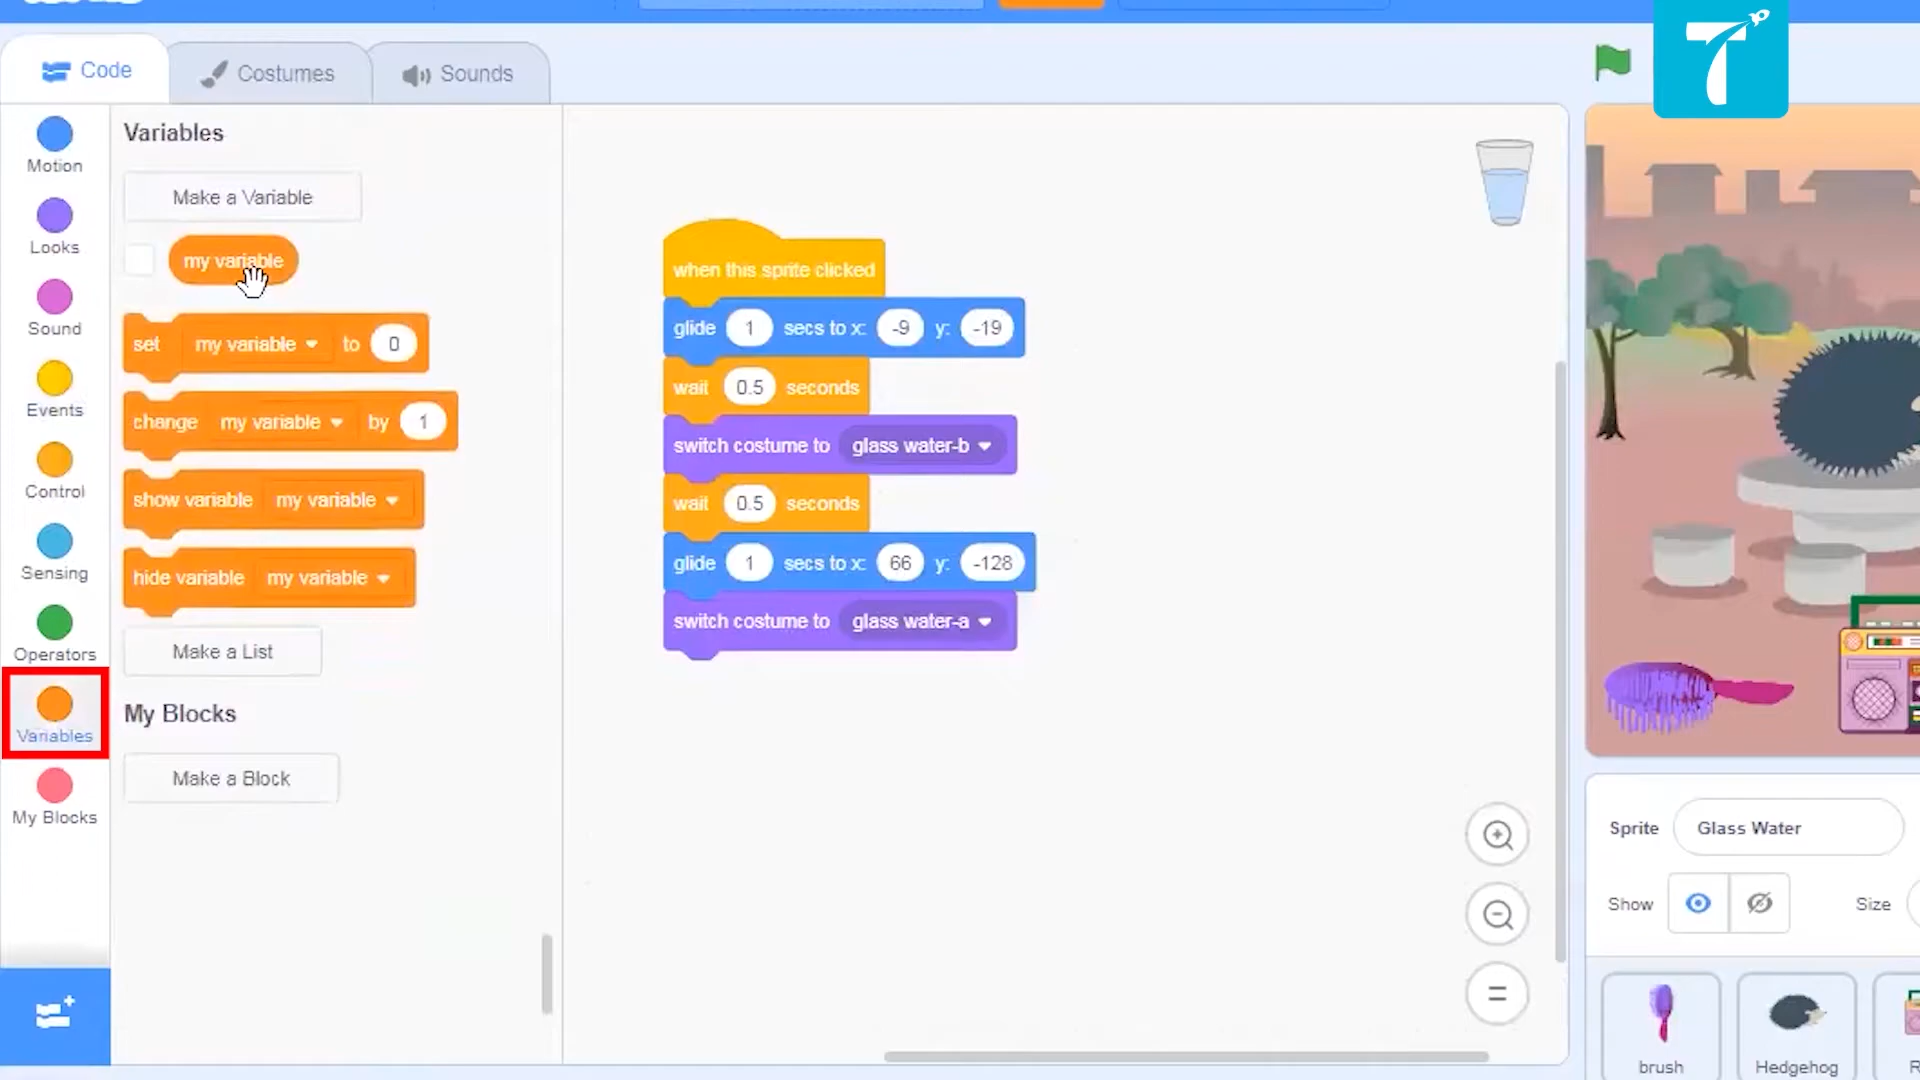 Code
Costumes
Sounds
Motion
Looks
Sound
Events
Control
Sensing
Operators
Variables
My Blocks
Variables
Make a Variable
my variable
set my variable to 0
change my variable by 1
show variable my variable
hide variable my variable
Make a List
My Blocks
Make a Block
when this sprite clicked
glide 1 secs to x: -9 y: -19
wait 0.5 seconds
switch costume to glass water-b
wait 0.5 seconds
glide 1 secs to x: 66 y: -128
switch costume to glass water-a
T
Sprite Glass Water
Show Size
brush
Hedgehog